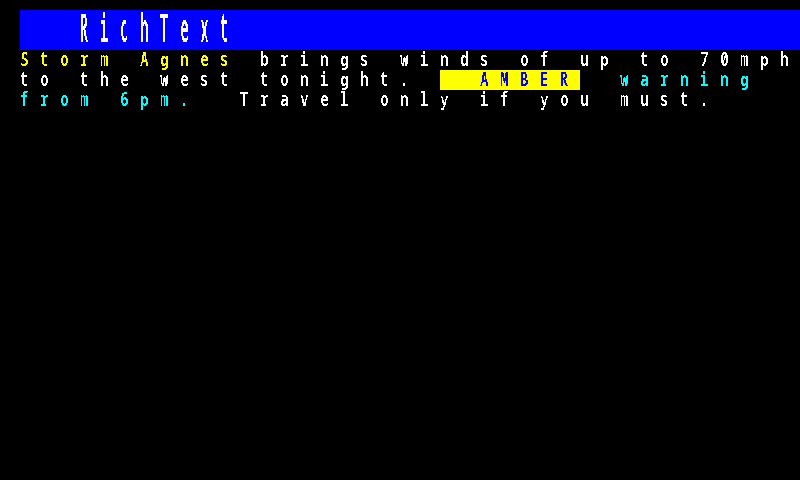 RichText
Storm Agnes brings winds of up to 70mph
to the west tonight. AMBER warning
from 6pm. Travel only if you must.